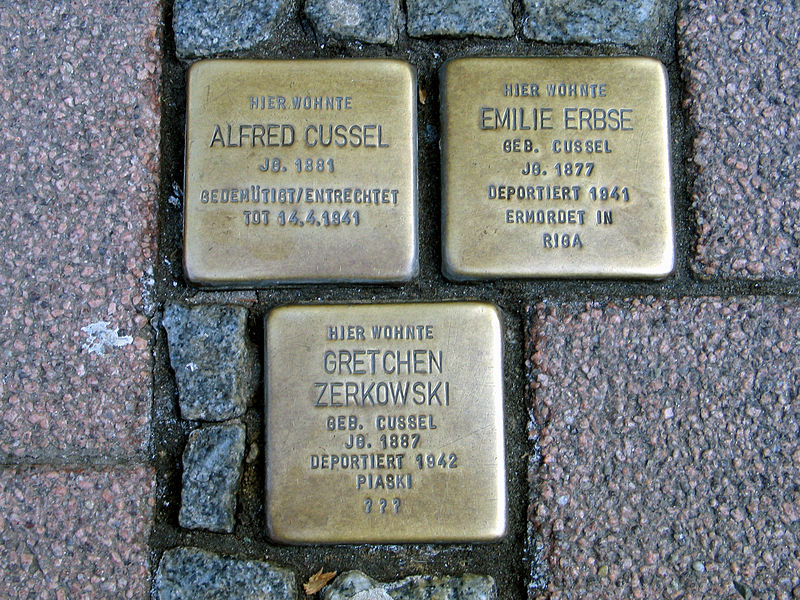 HIER WOHNTE
ALFRED CUSSEL
JG. 1881
GEDEMÜTIGT/ENTRECHTET
TOT 14.4.1941
HIER WOHNTE
EMILIE ERBSE
GEB. CUSSEL
JG. 1877
DEPORTIERT 1941
ERMORDET IN
RIGA
HIER WOHNTE
GRETCHEN
ZERKOWSKI
GEB. CUSSEL
JG. 1887
DEPORTIERT 1942
PIASKI
???